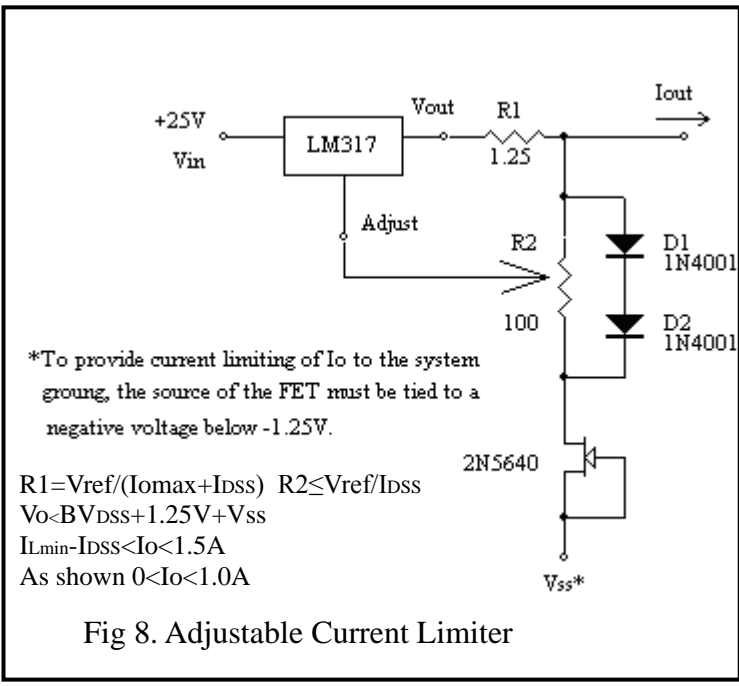 +25V
Vin
LM317
Vout
R1
1.25
Iout
Adjust
R2
100
D1
1N4001
D2
1N4001
*To provide current limiting of Io to the system
groung, the source of the FET must be tied to a
negative voltage below -1.25V.
2N5640
R1=Vref/(Iomax+IDSS) R2≤Vref/IDSS
Vo<BVDSS+1.25V+Vss
ILmin-IDSS<Io<1.5A
As shown 0<Io<1.0A
Vss*
Fig 8. Adjustable Current Limiter